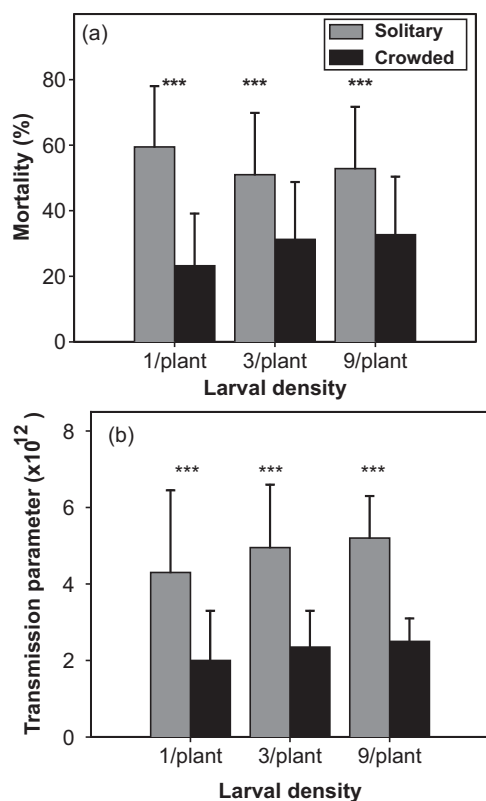 (a)
Solitary
Crowded
80
60
40
20
0
Mortality (%)
*** *** ***
1/plant 3/plant 9/plant
Larval density
(b)
8
6
4
2
0
Transmission parameter (x10¹²)
*** *** ***
1/plant 3/plant 9/plant
Larval density